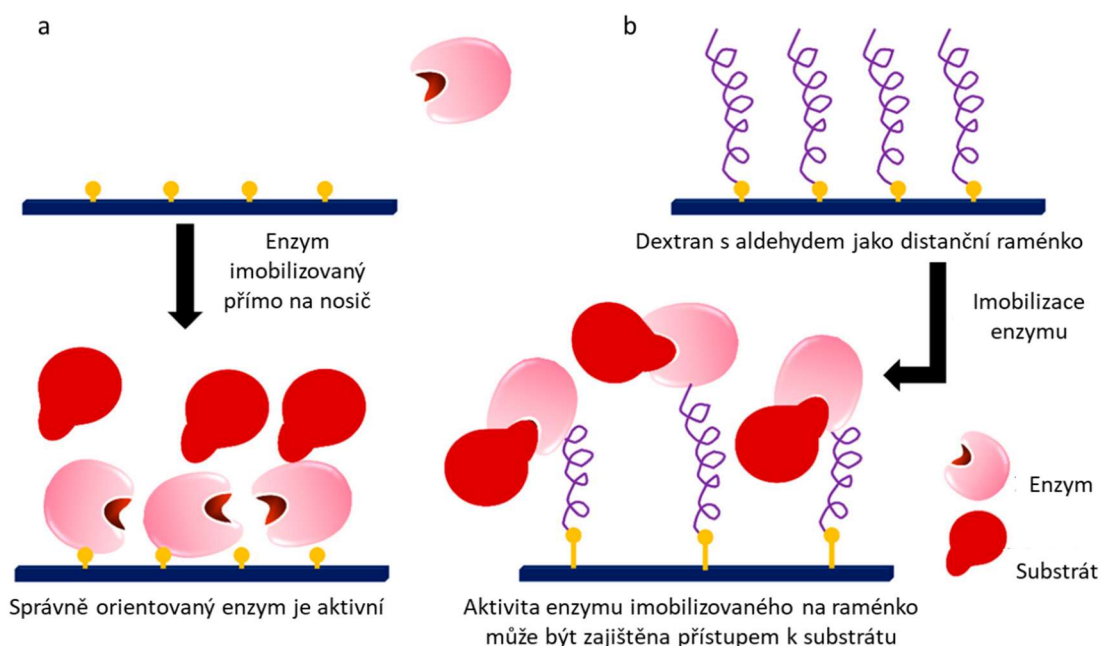 a
Enzym
imobilizovaný
přímo na nosič
Správně orientovaný enzym je aktivní
b
Dextran s aldehydem jako distanční raménko
Imobilizace
enzymu
Enzym
Substrát
Aktivita enzymu imobilizovaného na raménko
může být zajištěna přístupem k substrátu